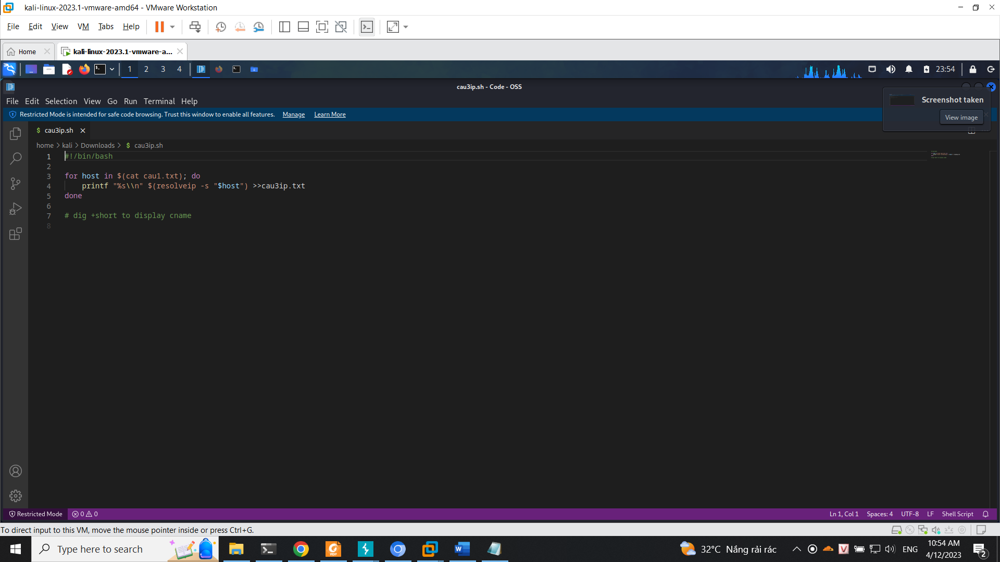 kali-linux-2023.1-vmware-amd64 - VMware Workstation
File Edit View VM Tabs Help
Home kali-linux-2023.1-vmware-a...
1 2 3 4 23:54
cau3ip.sh - Code - OSS
File Edit Selection View Go Run Terminal Help
Screenshot taken
View image
Restricted Mode is intended for safe code browsing. Trust this window to enable all features. Manage Learn More
$ cau3ip.sh
home > kali > Downloads > $ cau3ip.sh
1 #!/bin/bash
2
3 for host in $(cat cau1.txt); do
4 printf "%s\\n" $(resolveip -s "$host") >>cau3ip.txt
5 done
6
7 # dig +short to display cname
8
Restricted Mode 0 0 Ln 1, Col 1 Spaces: 4 UTF-8 LF Shell Script
To direct input to this VM, move the mouse pointer inside or press Ctrl+G.
Type here to search 32°C Nắng rải rác ENG 10:54 AM
4/12/2023
2